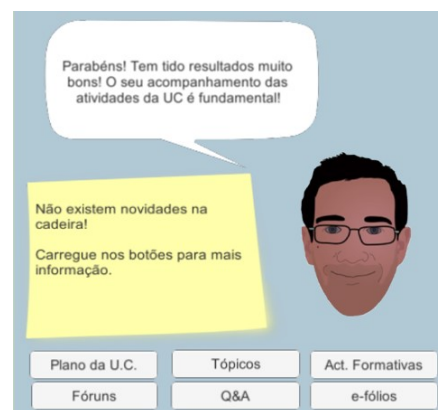 Parabéns! Tem tido resultados muito
bons! O seu acompanhamento das
atividades da UC é fundamental!
Não existem novidades na
cadeira!
Carregue nos botões para mais
informação.
Plano da U.C.
Tópicos
Act. Formativas
Fóruns
Q&A
e-fólios